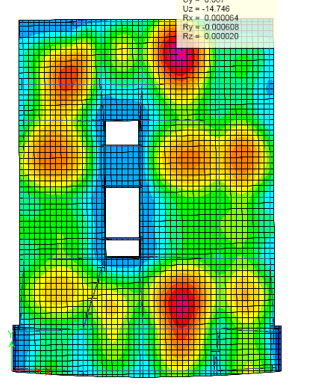 Uz = -14.746
Rx = 0.000064
Ry = -0.000608
Rz = 0.000020